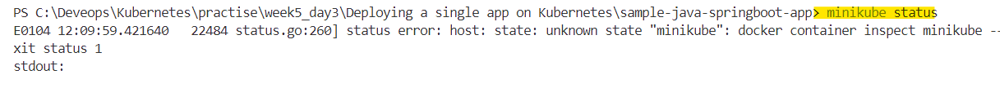 PS C:\Deveops\Kubernetes\practise\week5_day3\Deploying a single app on Kubernetes\sample-java-springboot-app> minikube status
E0104 12:09:59.421640   22484 status.go:260] status error: host: state: unknown state "minikube": docker container inspect minikube --
xit status 1
stdout: